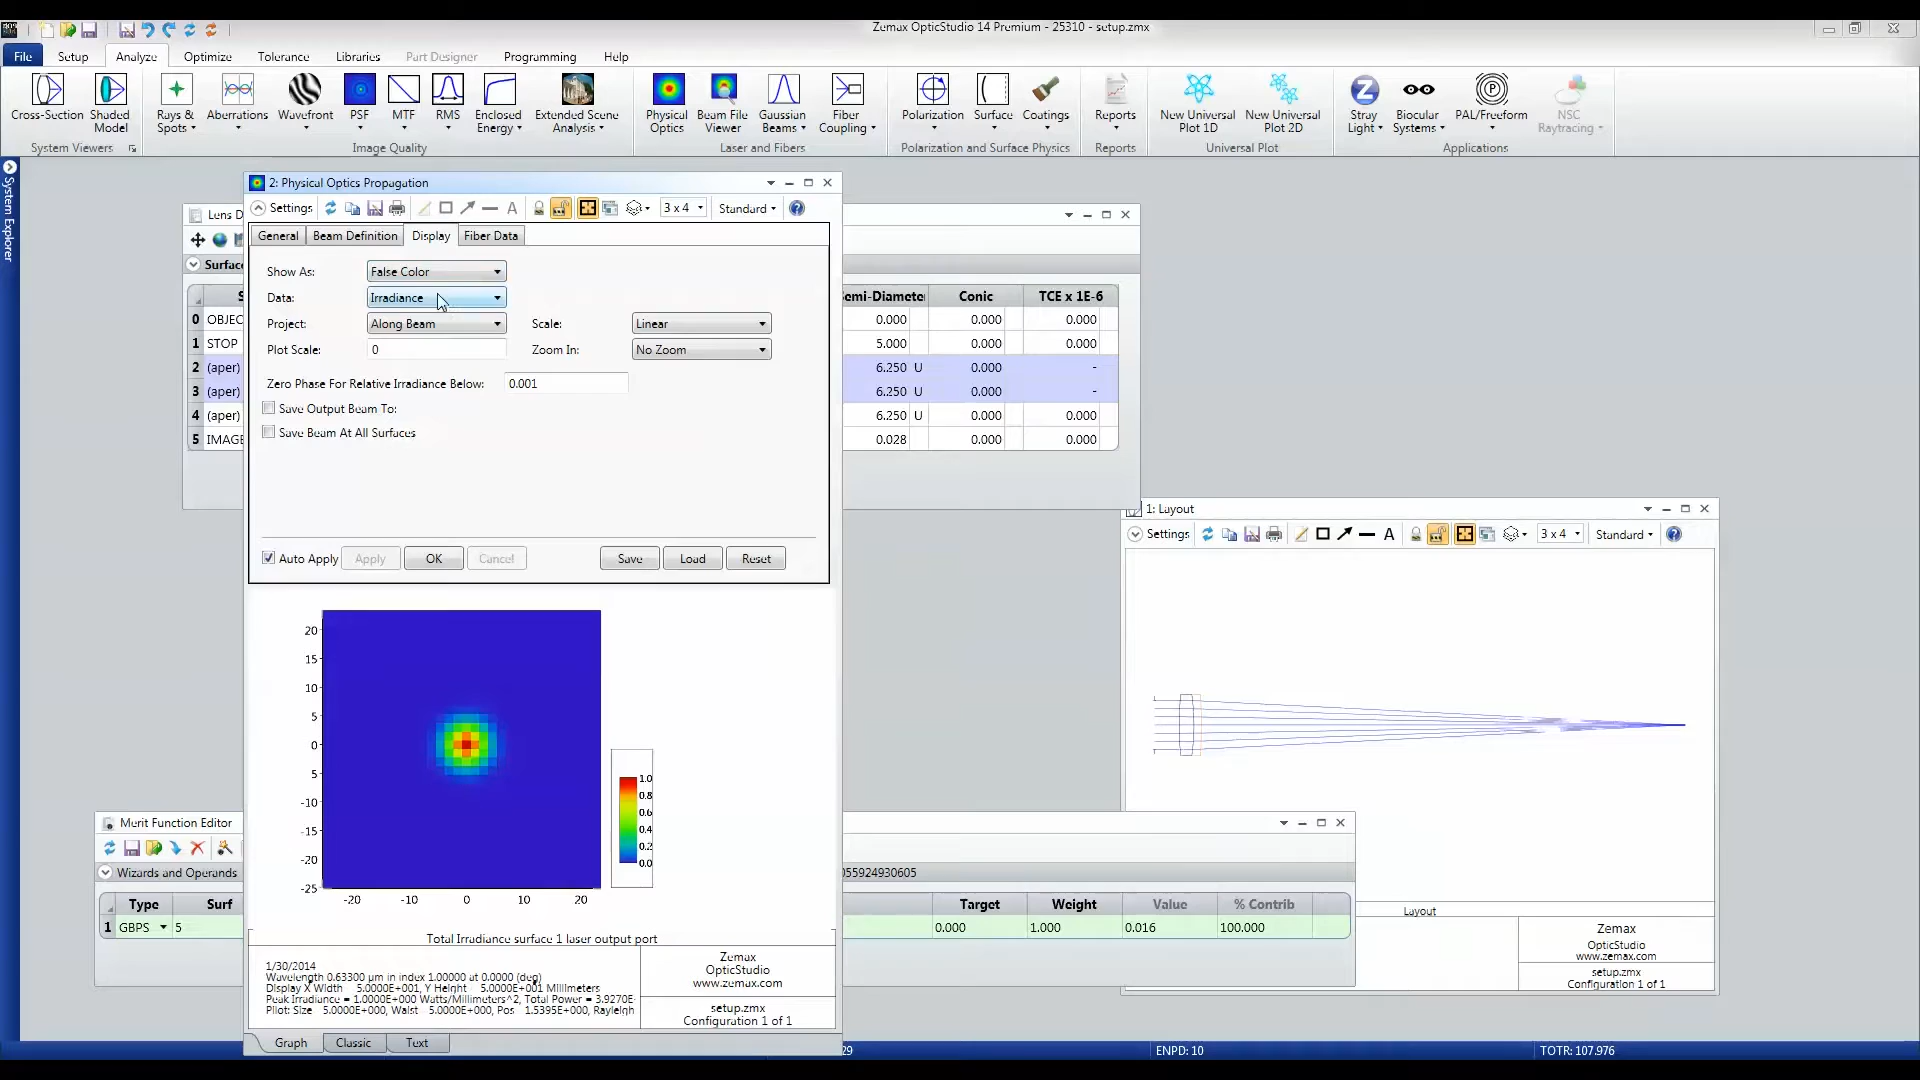 Zemax OpticStudio 14 Premium - 25310 - setup.zmx
File Setup Analyze Optimize Tolerance Libraries Part Designer Programming Help
Cross-Section Shaded Model Rays & Spots Aberrations Wavefront PSF MTF RMS Enclosed Energy Extended Scene Analysis Physical Optics Beam File Viewer Gaussian Beams Fiber Coupling Polarization Surface Coatings Reports New Universal Plot 1D New Universal Plot 2D Stray Light Biocular Systems PAL/Freeform NSC Raytracing
System Viewers Image Quality Laser and Fibers Polarization and Surface Physics Reports Universal Plot Applications
System Explorer
2: Physical Optics Propagation
Settings A 3 x 4 Standard
General Beam Definition Display Fiber Data
Show As: False Color
Data: Irradiance
Project: Along Beam Scale: Linear
Plot Scale: 0 Zoom In: No Zoom
Zero Phase For Relative Irradiance Below: 0.001
Save Output Beam To:
Save Beam At All Surfaces
Auto Apply Apply OK Cancel Save Load Reset
20
15
10
5
0
5
-10
-15
-20
-25
-20 -10 0 10 20
1.0
0.8
0.6
0.4
0.2
0.0
Total Irradiance surface 1 laser output port
1/30/2014
Wavelength 0.63300 µm in index 1.00000 at 0.0000 (deg)
Display X Width 5.0000E+001, Y Height 5.0000E+001 Millimeters
Peak Irradiance = 1.0000E+000 Watts/Millimeters^2, Total Power = 3.9270E
Pilot: Size 5.0000E+000, Waist 5.0000E+000, Pos 1.5395E+000, Rayleigh
Zemax
OpticStudio
www.zemax.com
setup.zmx
Configuration 1 of 1
Graph Classic Text
Lens D
Surfac
S emi-Diamete Conic TCE x 1E-6
0 OBJEC 0.000 0.000 0.000
1 STOP 5.000 0.000 0.000
2 (aper) 6.250 U 0.000 -
3 (aper) 6.250 U 0.000 -
4 (aper) 6.250 U 0.000 0.000
5 IMAGE 0.028 0.000 0.000
1: Layout
Settings A 3 x 4 Standard
Layout
Zemax
OpticStudio
www.zemax.com
setup.zmx
Configuration 1 of 1
Merit Function Editor
Wizards and Operands 055924930605
Type Surf Target Weight Value % Contrib
1 GBPS 5 0.000 1.000 0.016 100.000
29 ENPD: 10 TOTR: 107.976